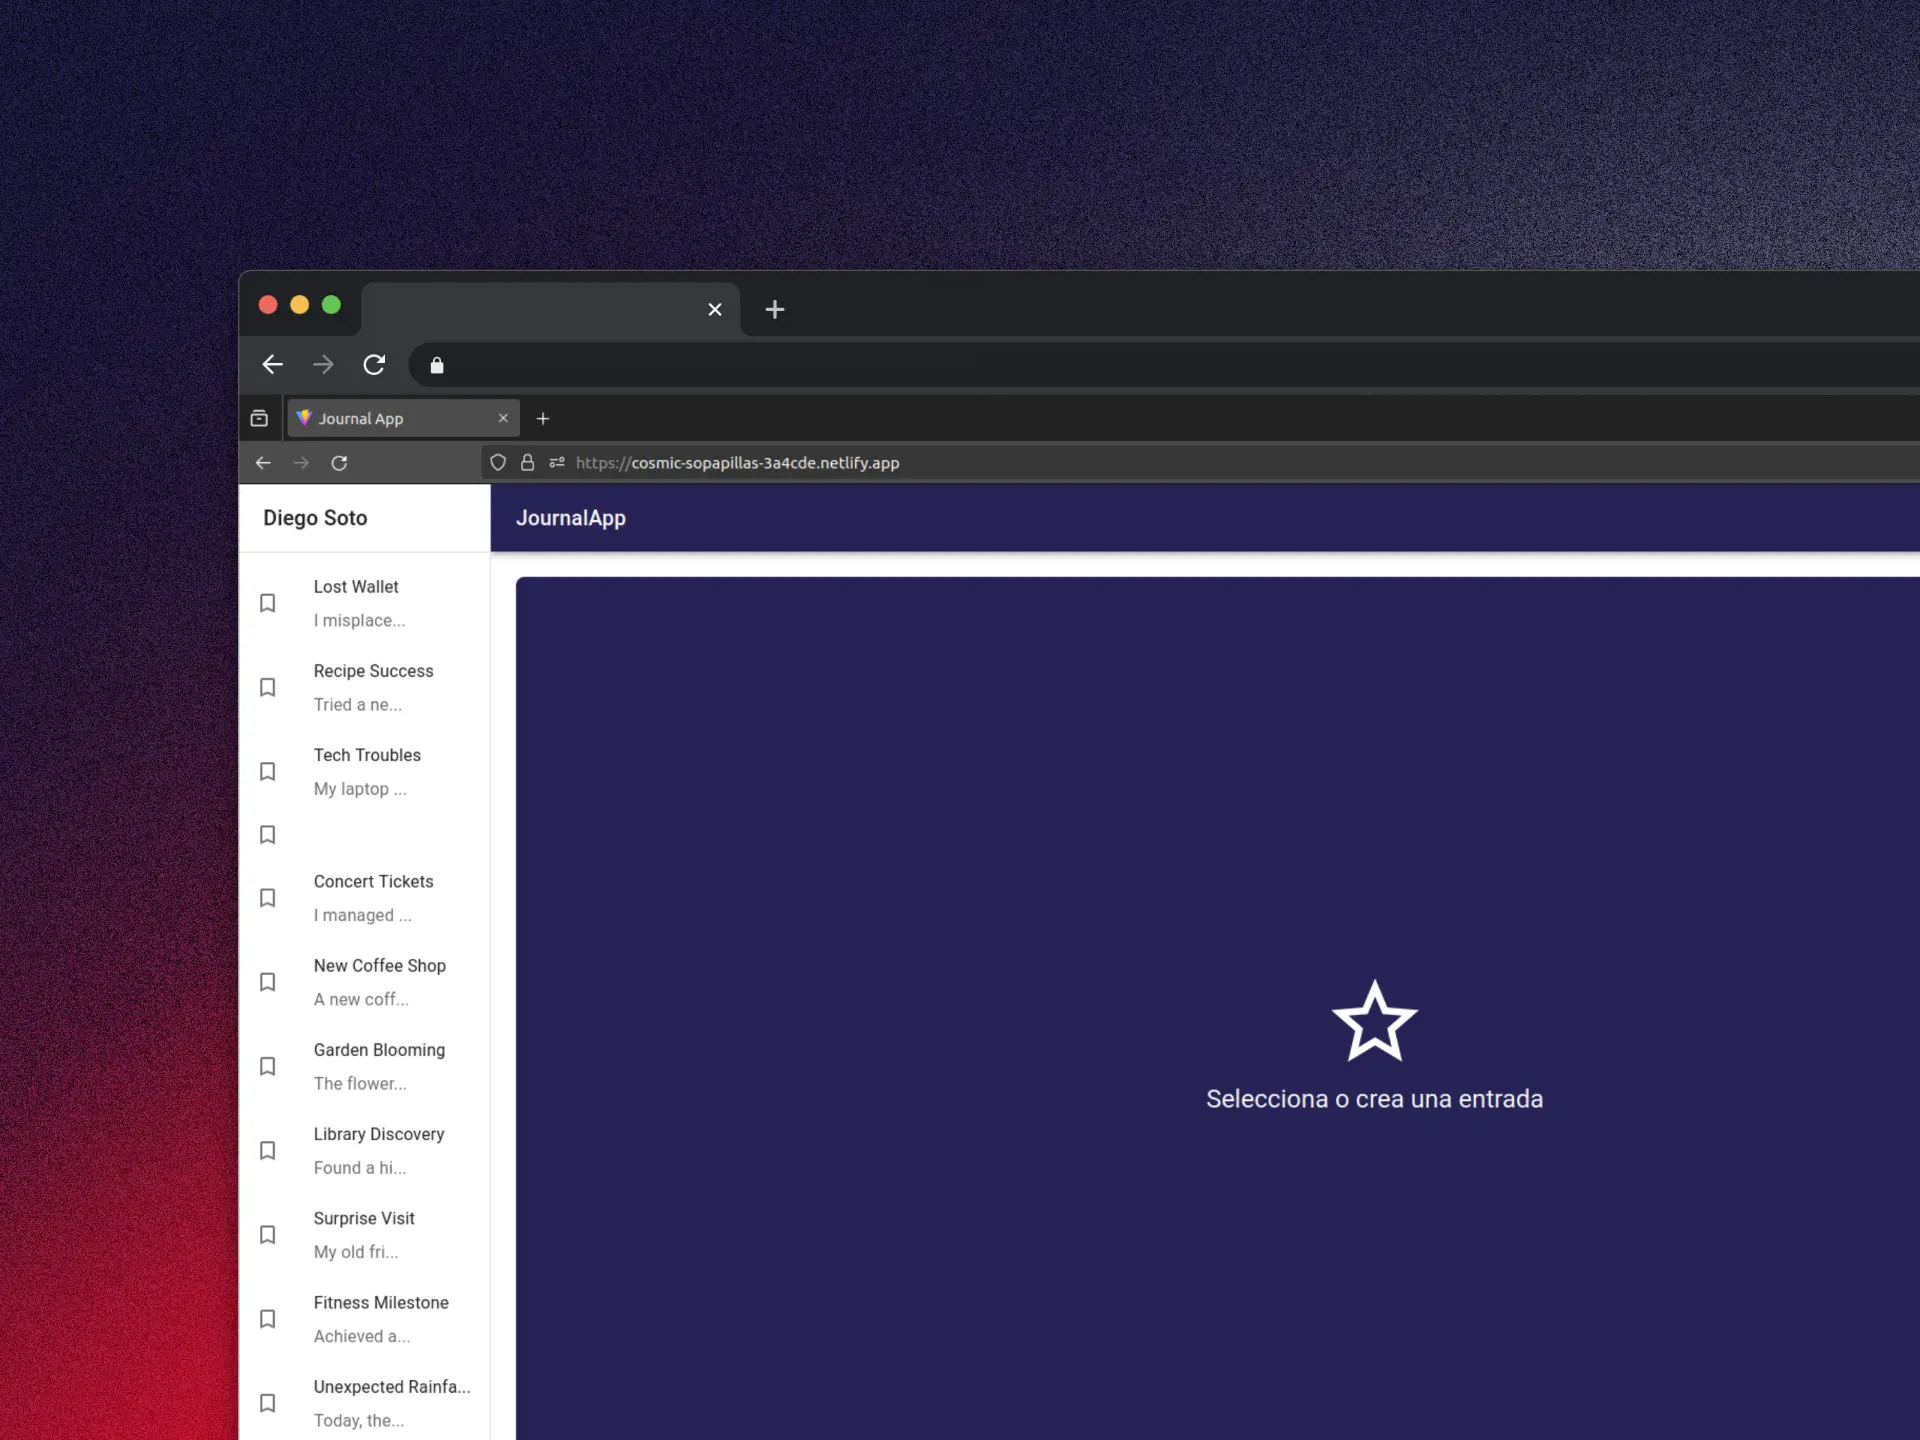 Journal App
https://cosmic-sopapillas-3a4cde.netlify.app
Diego Soto
JournalApp
Lost Wallet
I misplace...
Recipe Success
Tried a ne...
Tech Troubles
My laptop ...
Concert Tickets
I managed ...
New Coffee Shop
A new coff...
Garden Blooming
The flower...
Library Discovery
Found a hi...
Surprise Visit
My old fri...
Fitness Milestone
Achieved a...
Unexpected Rainfa...
Today, the...
Selecciona o crea una entrada